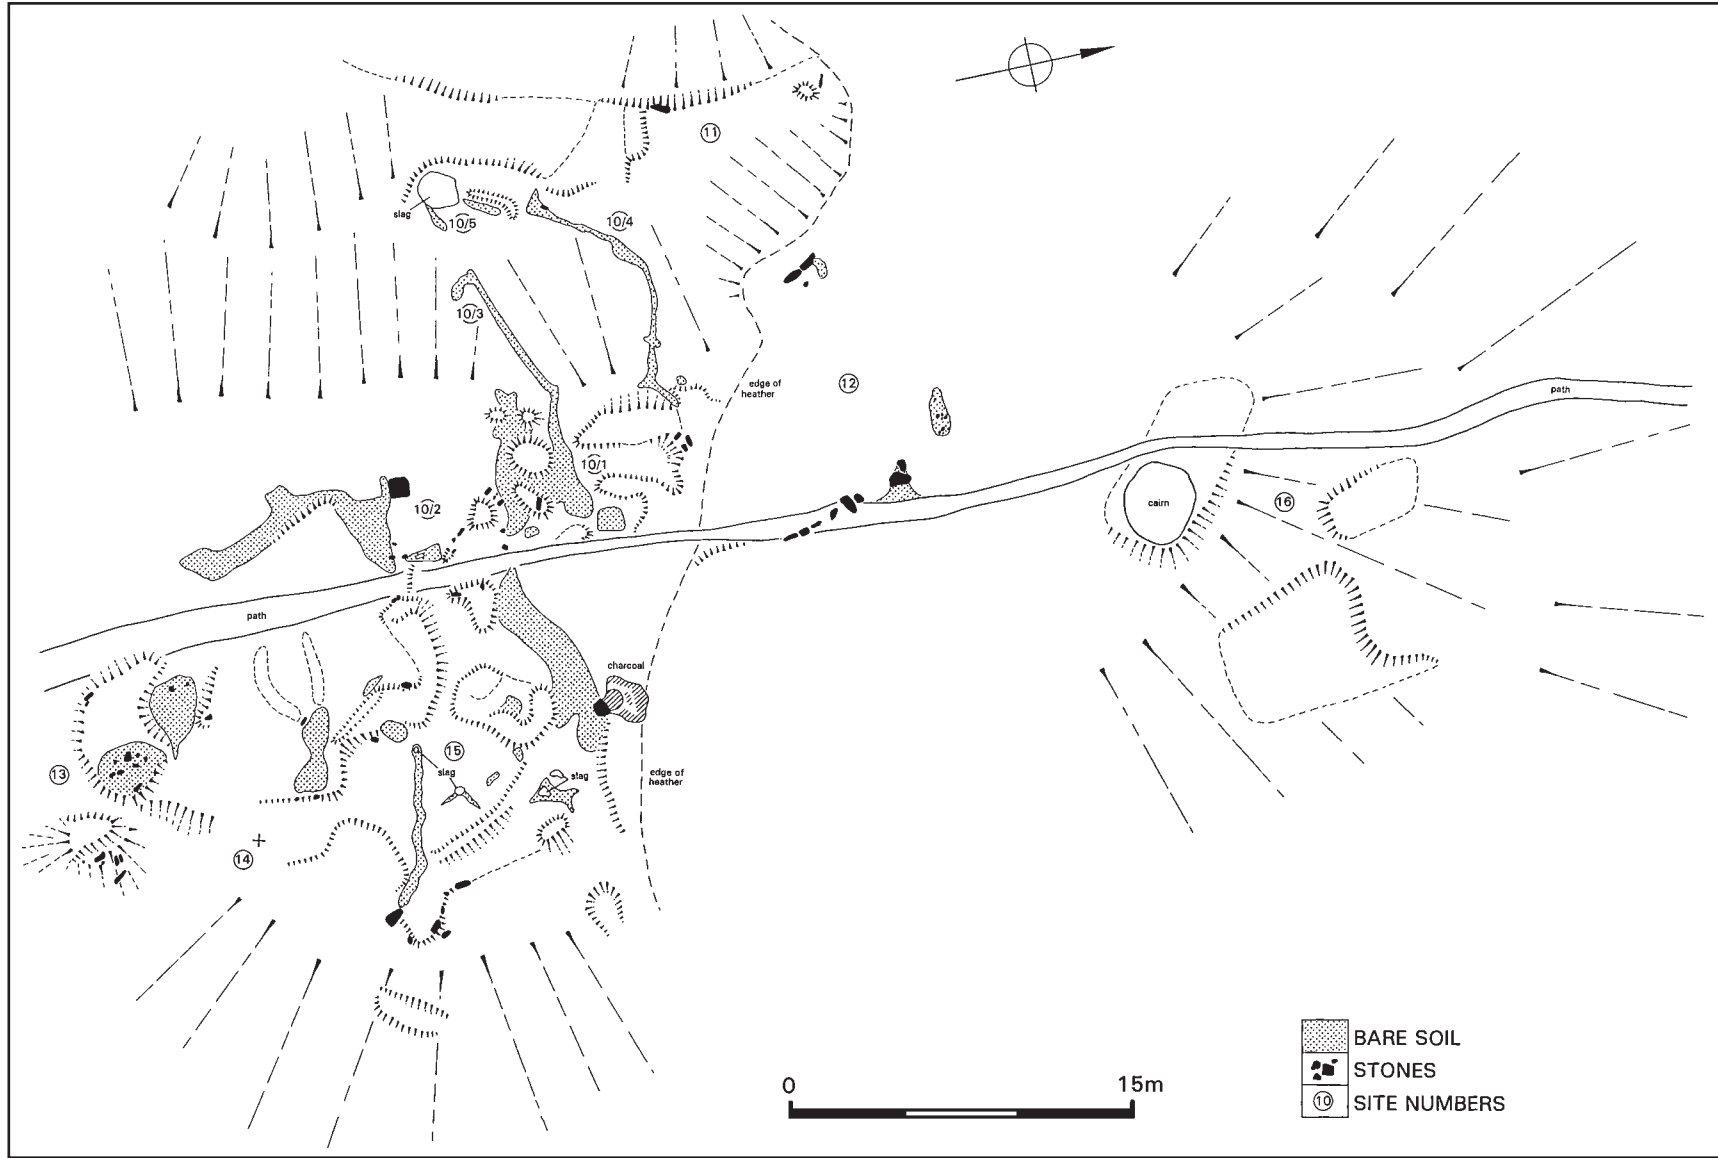 11
slag
10/5
10/4
10/3
edge of
heather
12
path
10/1
10/2
cairn
16
path
charcoal
13
15
slag
slag
edge of
heather
14
0 15m
BARE SOIL
STONES
10 SITE NUMBERS